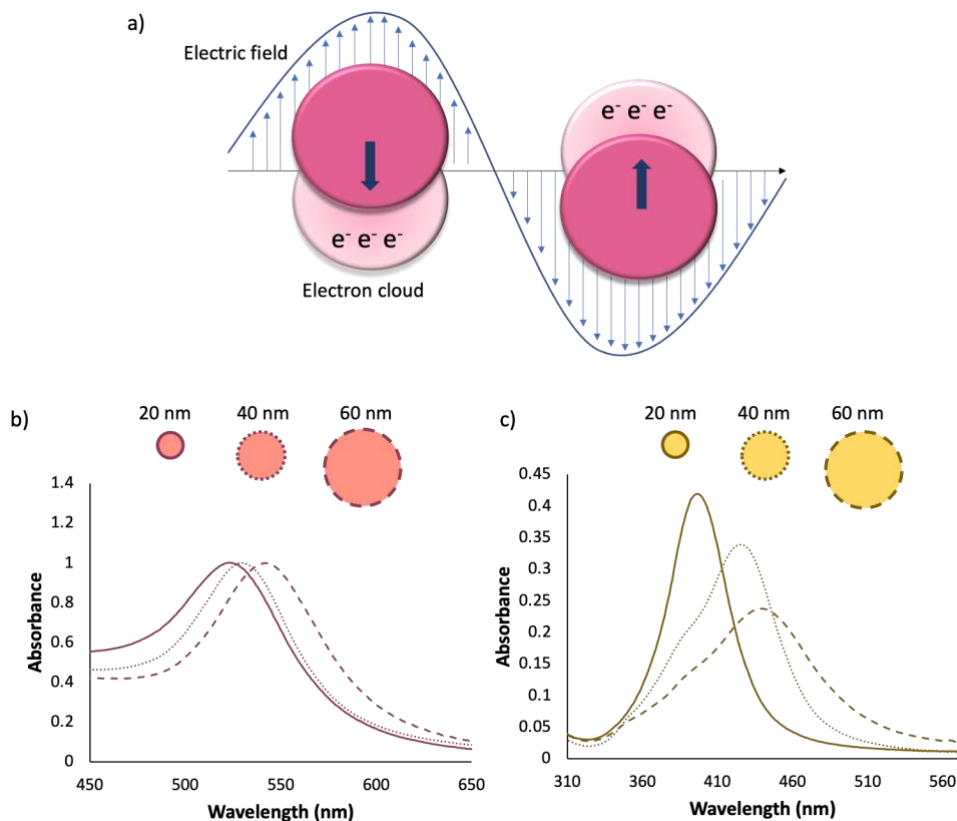 a)
Electric field
e⁻ e⁻ e⁻
e⁻ e⁻ e⁻
Electron cloud
b)
20 nm 40 nm 60 nm
1.4
1.2
1
0.8
0.6
0.4
0.2
0
Absorbance
450 500 550 600 650
Wavelength (nm)
c)
20 nm 40 nm 60 nm
0.45
0.4
0.35
0.3
0.25
0.2
0.15
0.1
0.05
0
Absorbance
310 360 410 460 510 560
Wavelength (nm)